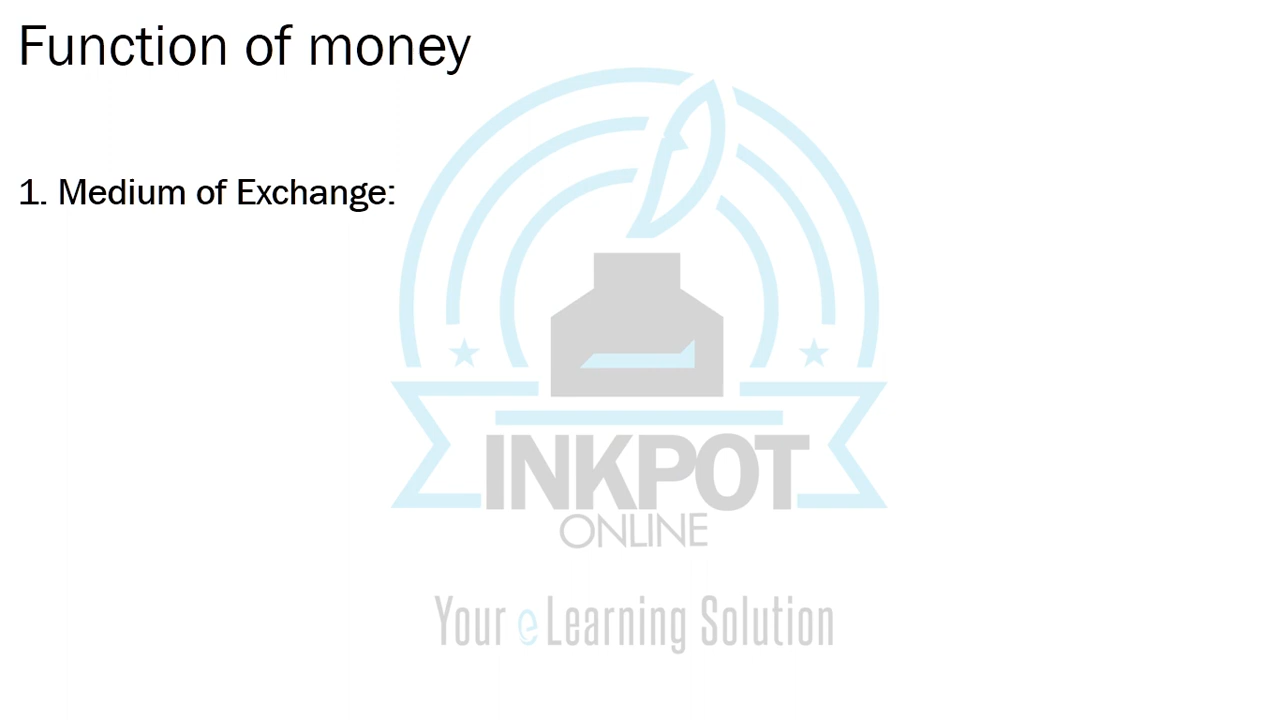 Function of money
1. Medium of Exchange:
INKPOT
ONLINE
Your eLearning Solution